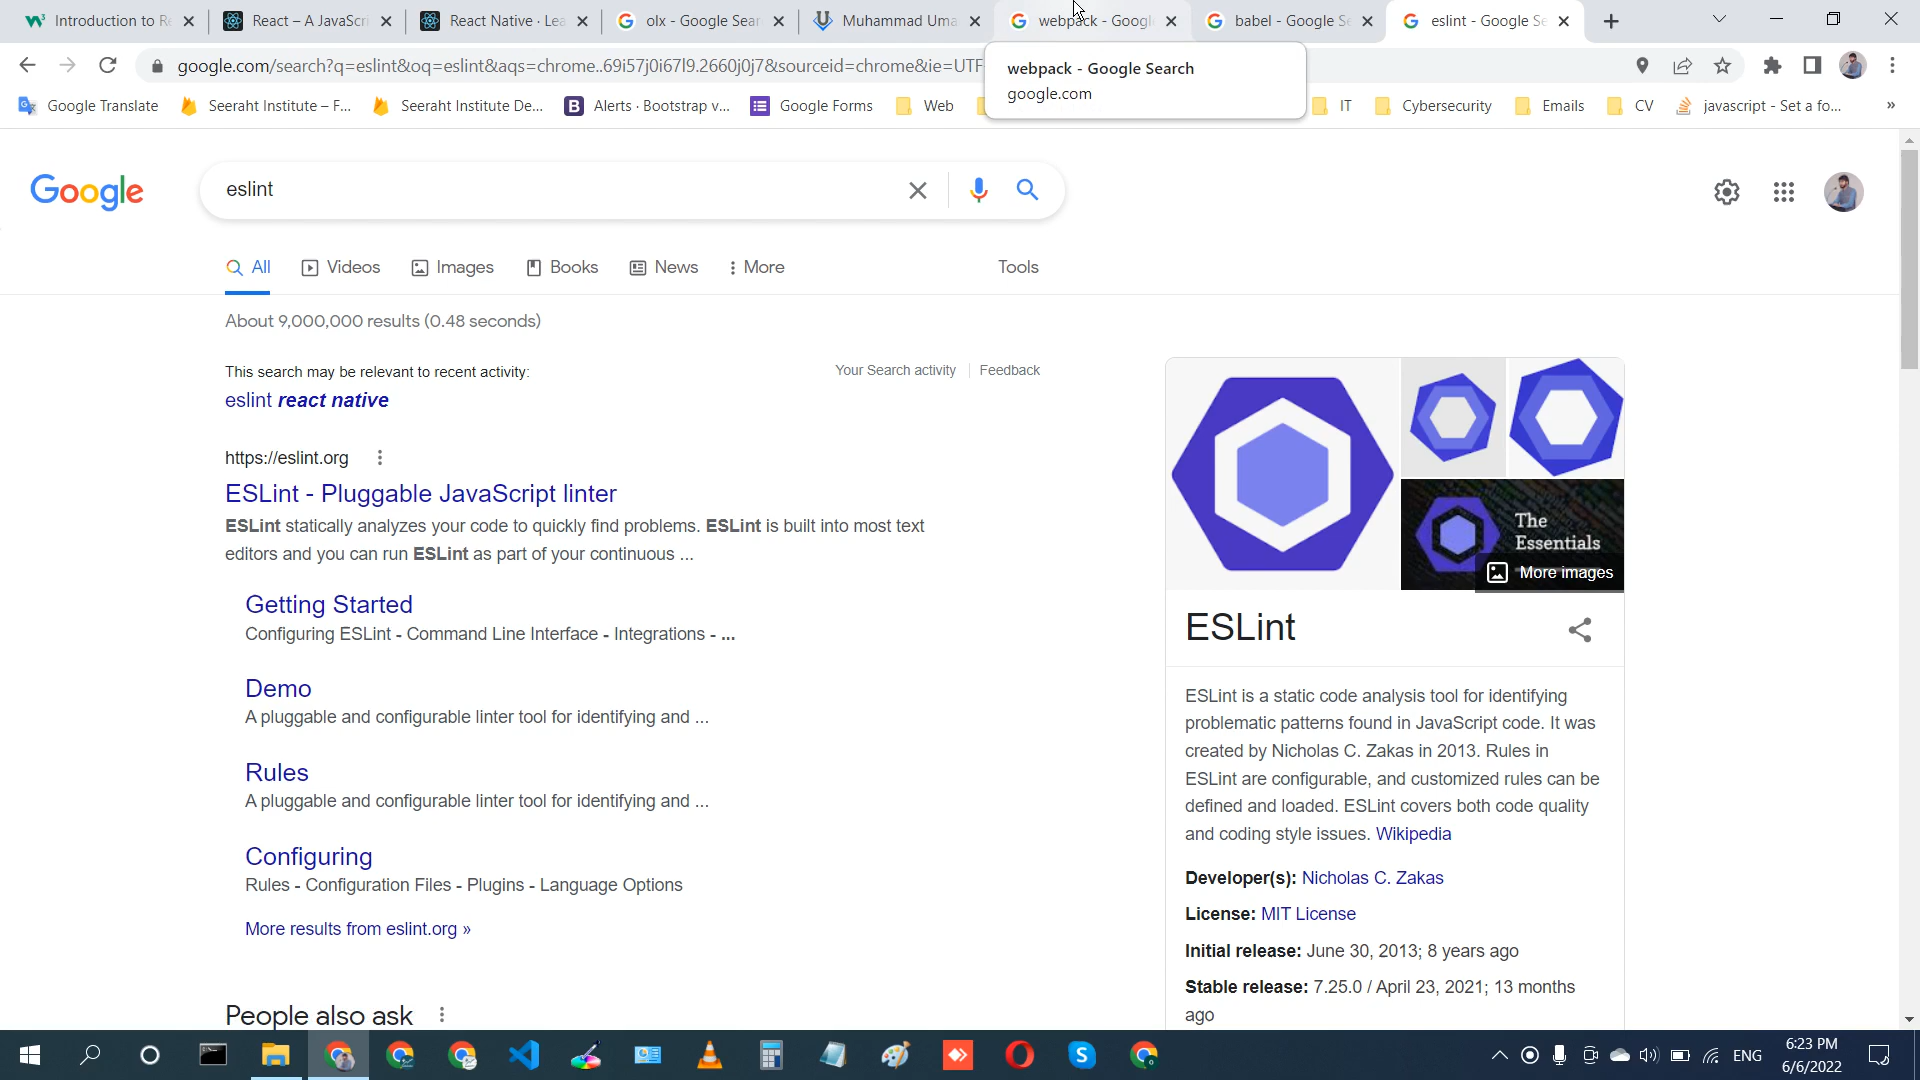 Introduction to Re
React – A JavaScri
React Native · Lea
olx - Google Sear
Muhammad Uma
webpack - Googl
babel - Google Se
eslint - Google Se
google.com/search?q=eslint&oq=eslint&aqs=chrome..69i57j0i67l9.2660j0j7&sourceid=chrome&ie=UTF
webpack - Google Search
google.com
Google Translate
Seeraht Institute – F...
Seeraht Institute De...
Alerts · Bootstrap v...
Google Forms
Web
IT
Cybersecurity
Emails
CV
javascript - Set a fo...
»
Google
eslint
All
Videos
Images
Books
News
More
Tools
About 9,000,000 results (0.48 seconds)
This search may be relevant to recent activity:
Your Search activity
Feedback
eslint react native
https://eslint.org
ESLint - Pluggable JavaScript linter
ESLint statically analyzes your code to quickly find problems. ESLint is built into most text
editors and you can run ESLint as part of your continuous ...
Getting Started
Configuring ESLint - Command Line Interface - Integrations - ...
Demo
A pluggable and configurable linter tool for identifying and ...
Rules
A pluggable and configurable linter tool for identifying and ...
Configuring
Rules - Configuration Files - Plugins - Language Options
More results from eslint.org »
People also ask
The
Essentials
More images
ESLint
ESLint is a static code analysis tool for identifying
problematic patterns found in JavaScript code. It was
created by Nicholas C. Zakas in 2013. Rules in
ESLint are configurable, and customized rules can be
defined and loaded. ESLint covers both code quality
and coding style issues. Wikipedia
Developer(s): Nicholas C. Zakas
License: MIT License
Initial release: June 30, 2013; 8 years ago
Stable release: 7.25.0 / April 23, 2021; 13 months
ago
ENG
6:23 PM
6/6/2022